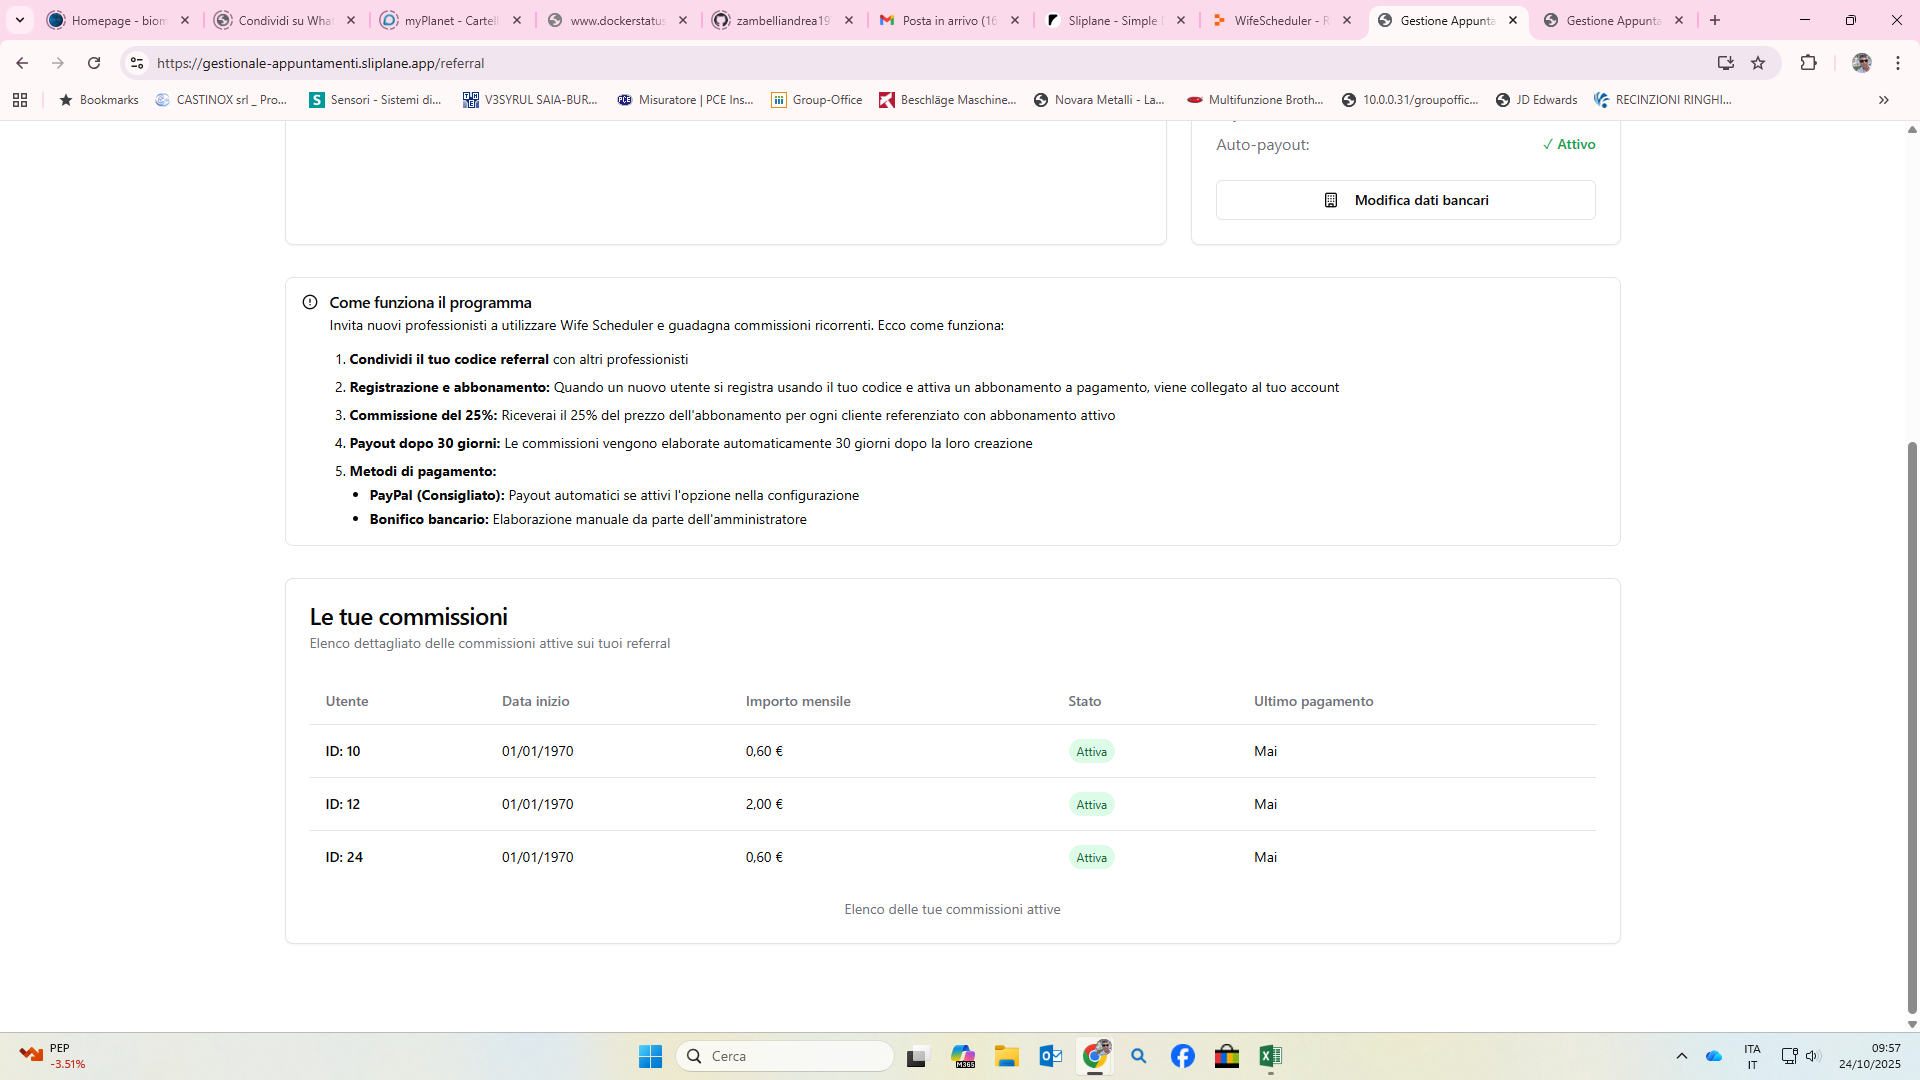 Homepage - biom
Condividi su What
myPlanet - Cartell
www.dockerstatus
zambelliandrea19
Posta in arrivo (16
Sliplane - Simple D
WifeScheduler - R
Gestione Appunta
Gestione Appunta
https://gestionale-appuntamenti.sliplane.app/referral
Bookmarks
CASTINOX srl _ Pro...
Sensori - Sistemi di...
V3SYRUL SAIA-BUR...
Misuratore | PCE Ins...
Group-Office
Beschläge Maschine...
Novara Metalli - La...
Multifunzione Broth...
10.0.0.31/groupoffic...
JD Edwards
RECINZIONI RINGHI...
Auto-payout:
✓ Attivo
Modifica dati bancari
Come funziona il programma
Invita nuovi professionisti a utilizzare Wife Scheduler e guadagna commissioni ricorrenti. Ecco come funziona:
1. Condividi il tuo codice referral con altri professionisti
2. Registrazione e abbonamento: Quando un nuovo utente si registra usando il tuo codice e attiva un abbonamento a pagamento, viene collegato al tuo account
3. Commissione del 25%: Riceverai il 25% del prezzo dell'abbonamento per ogni cliente referenziato con abbonamento attivo
4. Payout dopo 30 giorni: Le commissioni vengono elaborate automaticamente 30 giorni dopo la loro creazione
5. Metodi di pagamento:
• PayPal (Consigliato): Payout automatici se attivi l'opzione nella configurazione
• Bonifico bancario: Elaborazione manuale da parte dell'amministratore
Le tue commissioni
Elenco dettagliato delle commissioni attive sui tuoi referral
Utente Data inizio Importo mensile Stato Ultimo pagamento
ID: 10 01/01/1970 0,60 € Attiva Mai
ID: 12 01/01/1970 2,00 € Attiva Mai
ID: 24 01/01/1970 0,60 € Attiva Mai
Elenco delle tue commissioni attive
PEP
-3.51%
Cerca
ITA
IT
09:57
24/10/2025